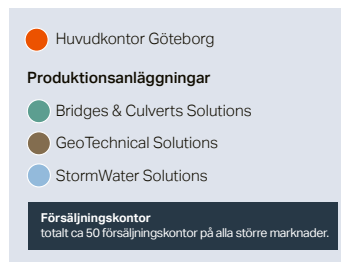 Huvudkontor Göteborg
Produktionsanläggningar
Bridges & Culverts Solutions
GeoTechnical Solutions
StormWater Solutions
Försäljningskontor
totalt ca 50 försäljningskontor på alla större marknader.